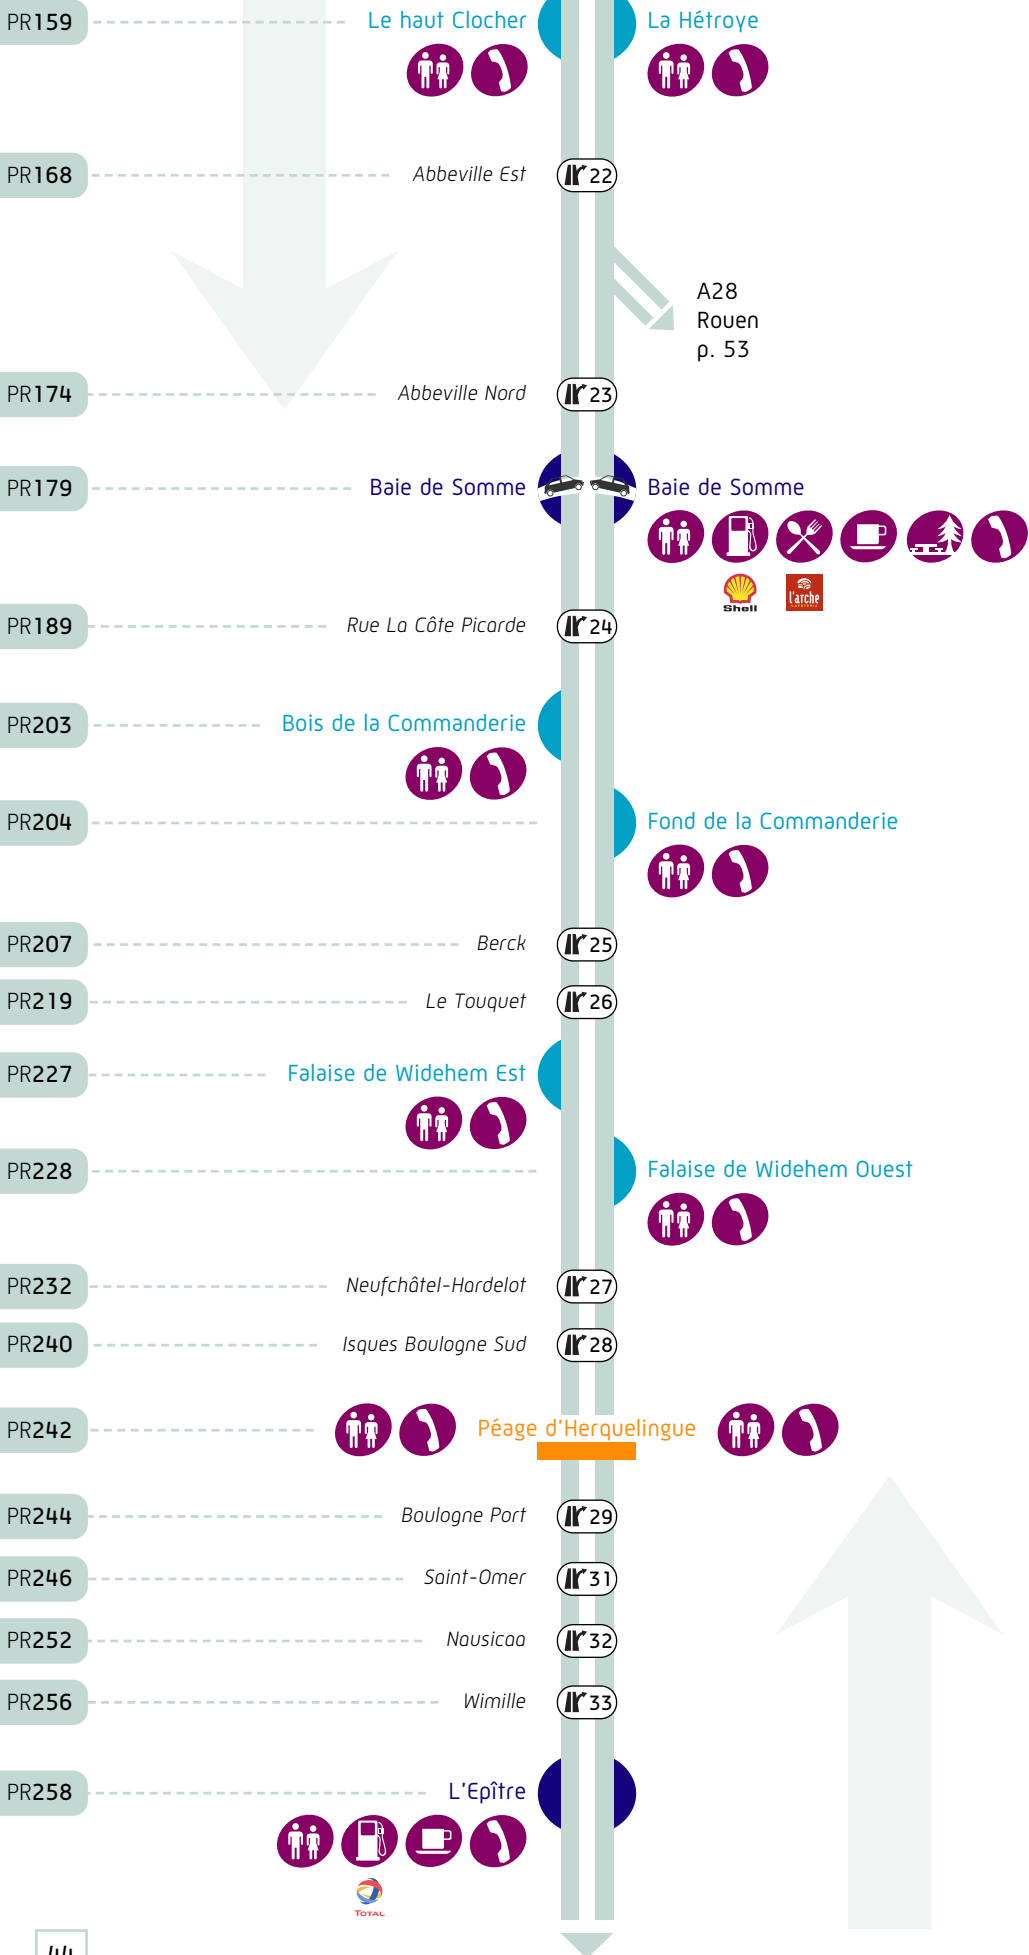 PR159 Le haut Clocher La Hétroye
PR168 Abbeville Est 22
A28
Rouen
p. 53
PR174 Abbeville Nord 23
PR179 Baie de Somme Baie de Somme
Shell l'arche
CAFETERIA
PR189 Rue La Côte Picarde 24
PR203 Bois de la Commanderie
PR204 Fond de la Commanderie
PR207 Berck 25
PR219 Le Touquet 26
PR227 Falaise de Widehem Est
PR228 Falaise de Widehem Ouest
PR232 Neufchâtel-Hardelot 27
PR240 Isques Boulogne Sud 28
PR242 Péage d'Herquelingue
PR244 Boulogne Port 29
PR246 Saint-Omer 31
PR252 Nausicaa 32
PR256 Wimille 33
PR258 L'Epître
TOTAL
44